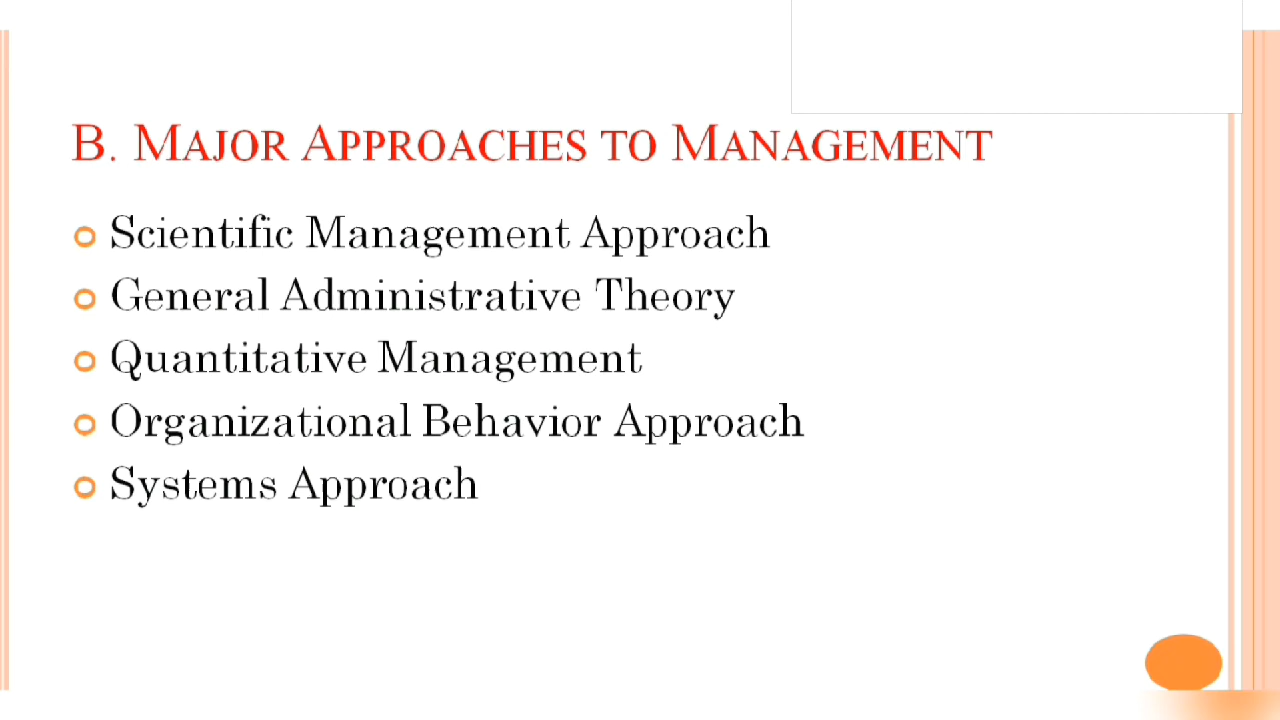 B. Major Approaches to Management
Scientific Management Approach
General Administrative Theory
Quantitative Management
Organizational Behavior Approach
Systems Approach